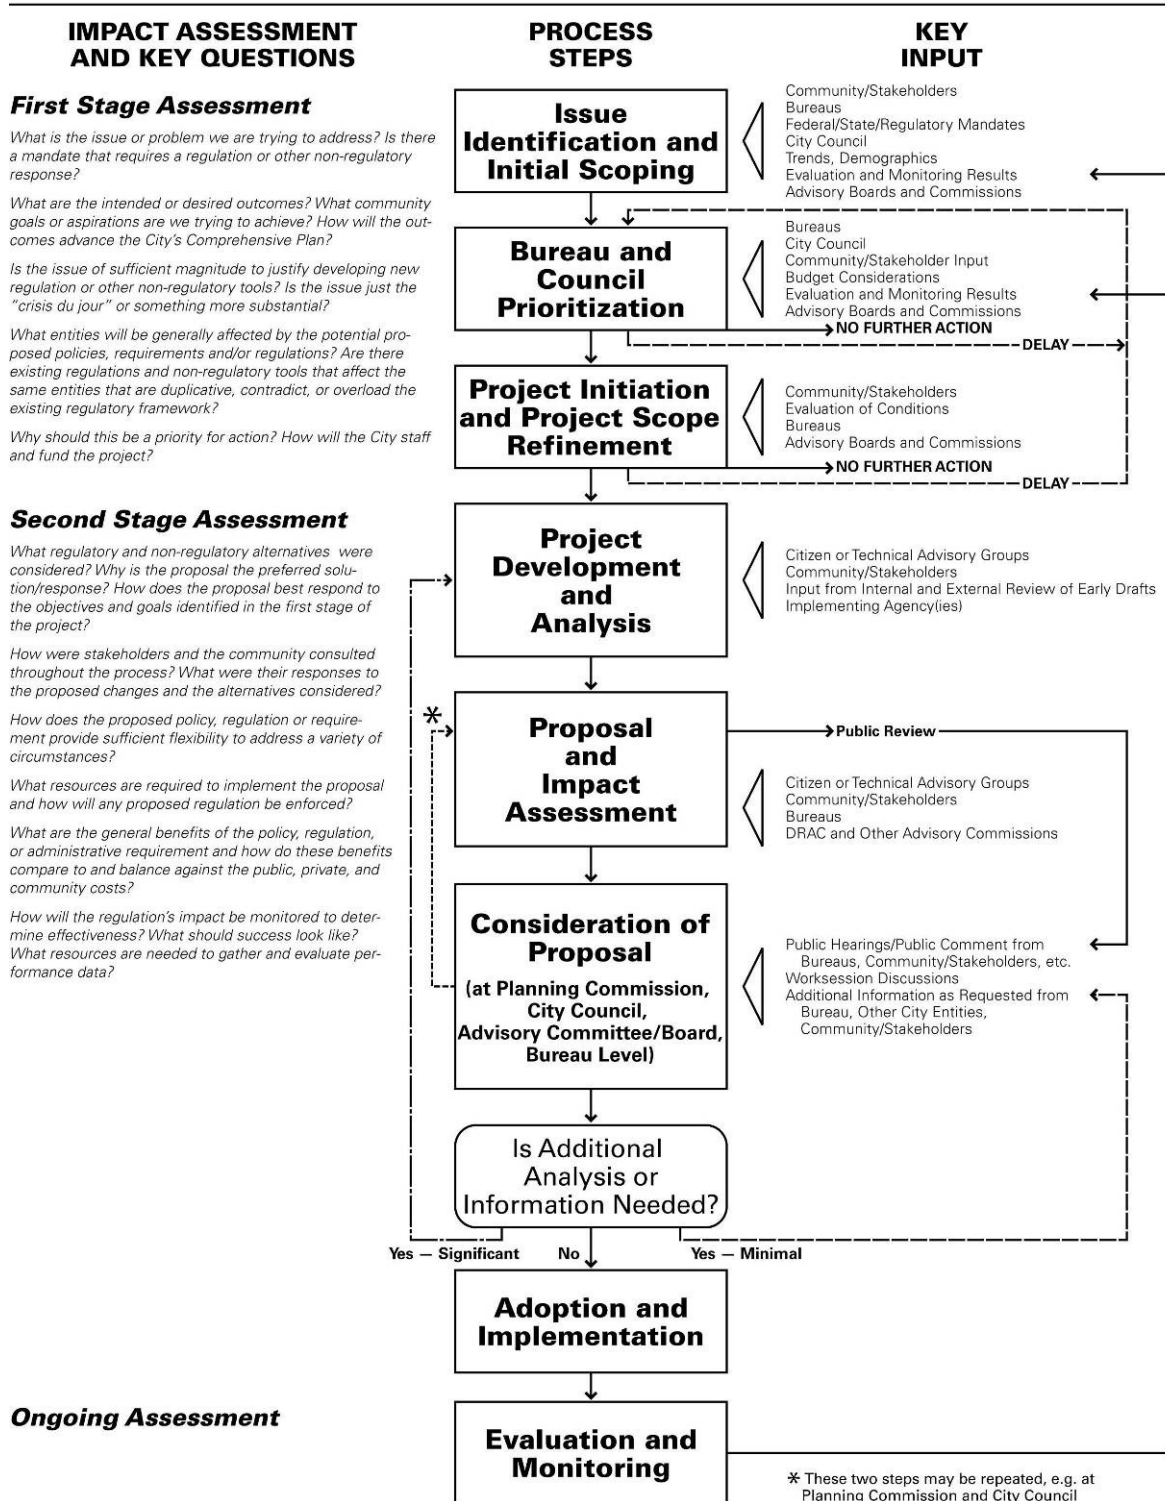 IMPACT ASSESSMENT
AND KEY QUESTIONS
PROCESS
STEPS
KEY
INPUT
First Stage Assessment
What is the issue or problem we are trying to address? Is there
a mandate that requires a regulation or other non-regulatory
response?
What are the intended or desired outcomes? What community
goals or aspirations are we trying to achieve? How will the out-
comes advance the City's Comprehensive Plan?
Is the issue of sufficient magnitude to justify developing new
regulation or other non-regulatory tools? Is the issue just the
"crisis du jour" or something more substantial?
What entities will be generally affected by the potential pro-
posed policies, requirements and/or regulations? Are there
existing regulations and non-regulatory tools that affect the
same entities that are duplicative, contradict, or overload the
existing regulatory framework?
Why should this be a priority for action? How will the City staff
and fund the project?
Issue
Identification and
Initial Scoping
Community/Stakeholders
Bureaus
Federal/State/Regulatory Mandates
City Council
Trends, Demographics
Evaluation and Monitoring Results
Advisory Boards and Commissions
Bureau and
Council
Prioritization
Bureaus
City Council
Community/Stakeholder Input
Budget Considerations
Evaluation and Monitoring Results
Advisory Boards and Commissions
NO FURTHER ACTION
DELAY
Project Initiation
and Project Scope
Refinement
Community/Stakeholders
Evaluation of Conditions
Bureaus
Advisory Boards and Commissions
NO FURTHER ACTION
DELAY
Second Stage Assessment
What regulatory and non-regulatory alternatives were
considered? Why is the proposal the preferred solu-
tion/response? How does the proposal best respond to
the objectives and goals identified in the first stage of
the project?
How were stakeholders and the community consulted
throughout the process? What were their responses to
the proposed changes and the alternatives considered?
How does the proposed policy, regulation or require-
ment provide sufficient flexibility to address a variety of
circumstances?
What resources are required to implement the proposal
and how will any proposed regulation be enforced?
What are the general benefits of the policy, regulation,
or administrative requirement and how do these benefits
compare to and balance against the public, private, and
community costs?
How will the regulation's impact be monitored to deter-
mine effectiveness? What should success look like?
What resources are needed to gather and evaluate per-
formance data?
Project
Development
and
Analysis
Citizen or Technical Advisory Groups
Community/Stakeholders
Input from Internal and External Review of Early Drafts
Implementing Agency(ies)
*
Proposal
and
Impact
Assessment
Public Review
Citizen or Technical Advisory Groups
Community/Stakeholders
Bureaus
DRAC and Other Advisory Commissions
Consideration of
Proposal
(at Planning Commission,
City Council,
Advisory Committee/Board,
Bureau Level)
Public Hearings/Public Comment from
Bureaus, Community/Stakeholders, etc.
Worksession Discussions
Additional Information as Requested from
Bureau, Other City Entities,
Community/Stakeholders
Is Additional
Analysis or
Information Needed?
Yes — Significant
No
Yes — Minimal
Adoption and
Implementation
Ongoing Assessment
Evaluation and
Monitoring
* These two steps may be repeated, e.g. at
Planning Commission and City Council